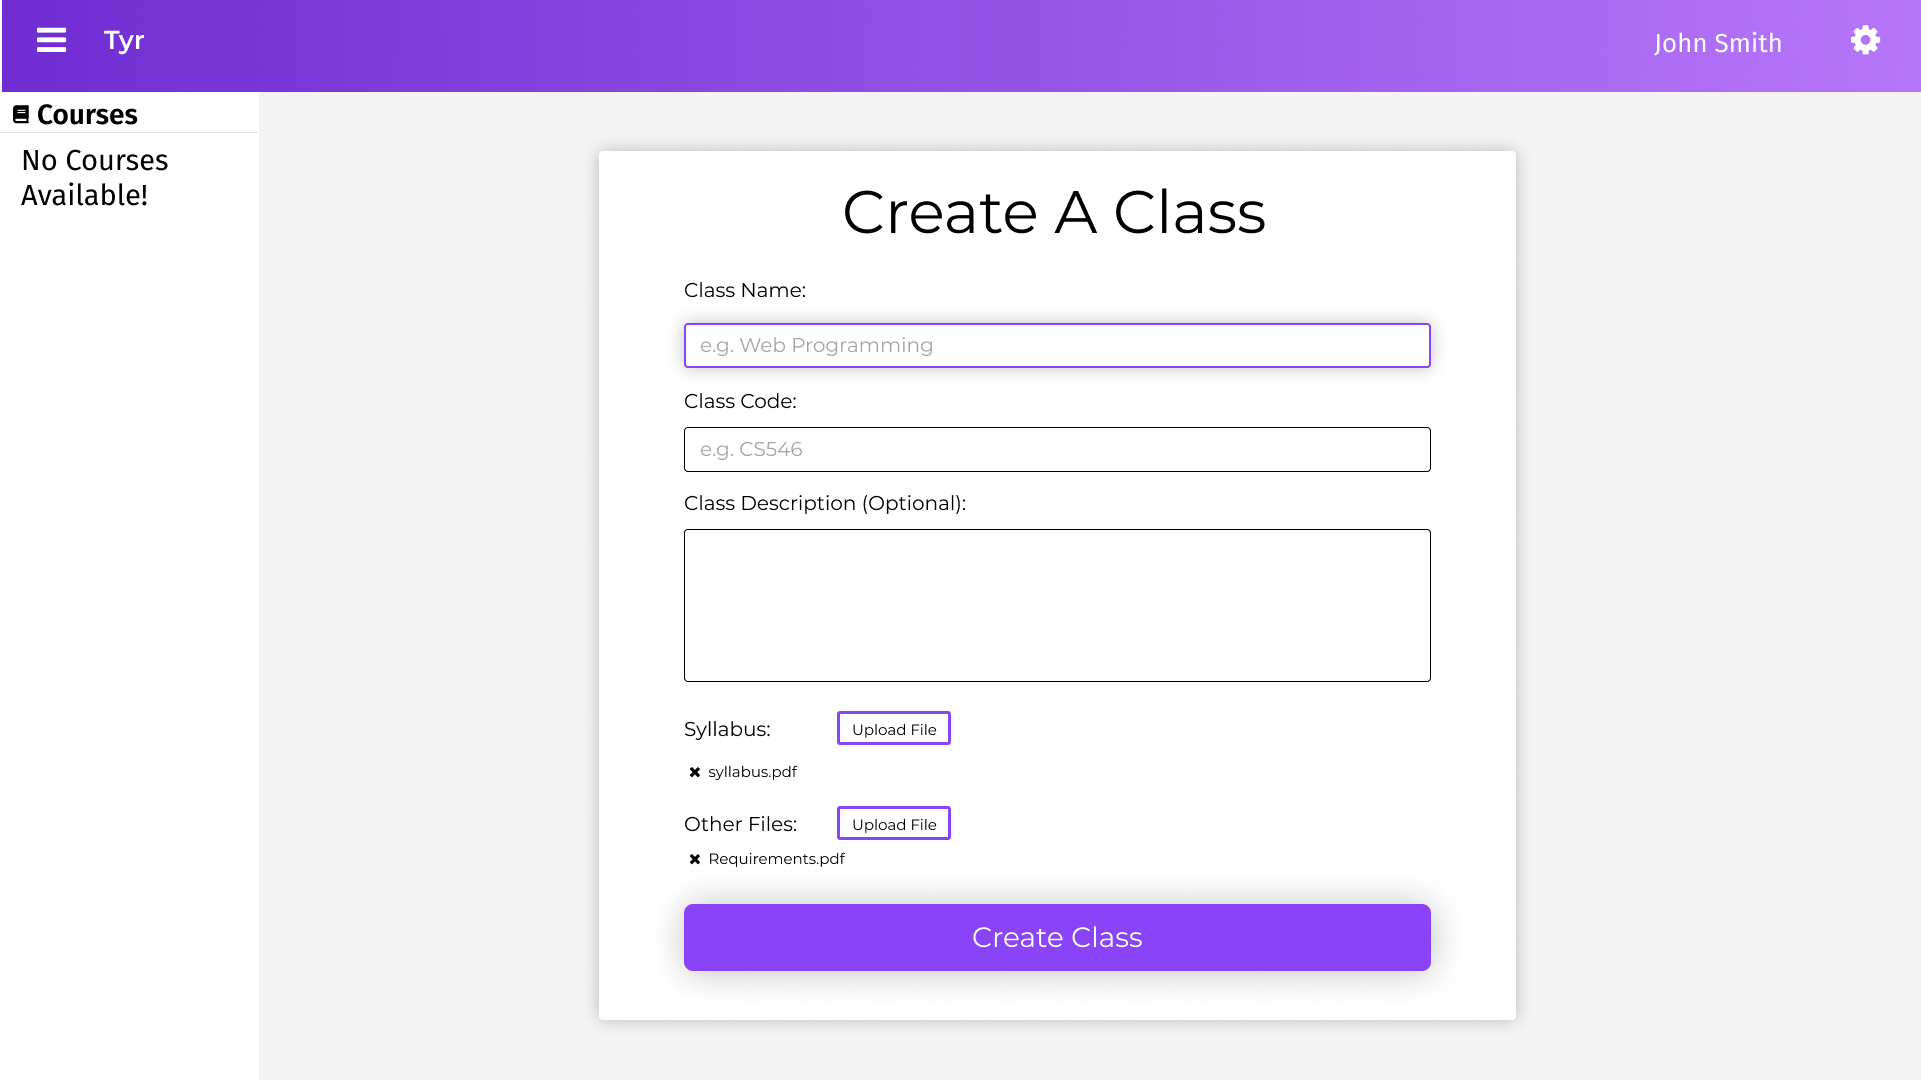 Tyr
John Smith
Courses
No Courses
Available!
Create A Class
Class Name:
e.g. Web Programming
Class Code:
e.g. CS546
Class Description (Optional):
Syllabus:
Upload File
syllabus.pdf
Other Files:
Upload File
Requirements.pdf
Create Class